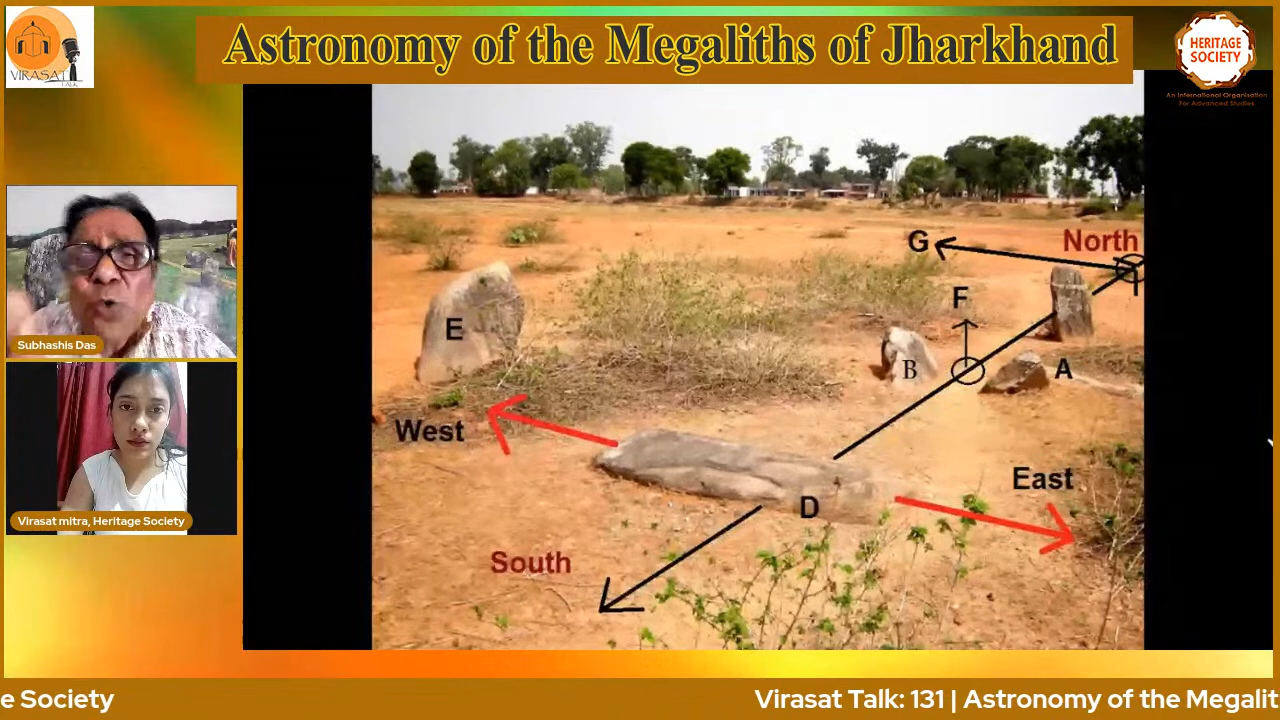 VIRASAT
TALK
Astronomy of the Megaliths of Jharkhand
HERITAGE
SOCIETY
An International Organisation
For Advanced Studies
Subhashis Das
Virasat mitra, Heritage Society
G
North
F
E
B
A
West
East
D
South
e Society
Virasat Talk: 131 | Astronomy of the Megalit